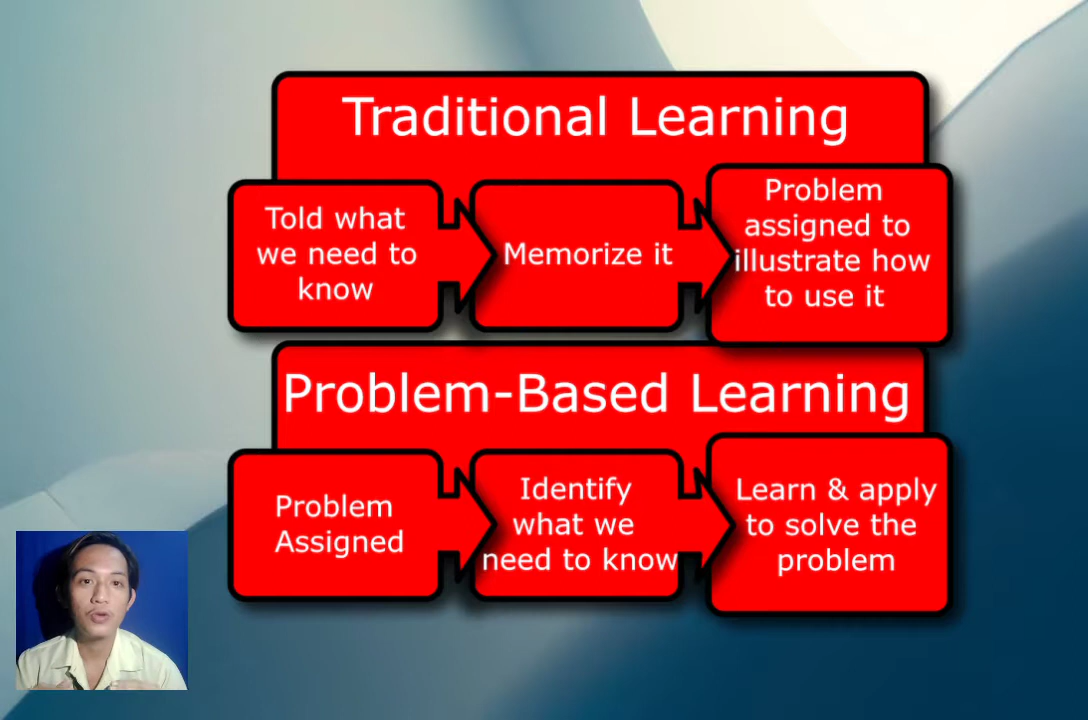 Traditional Learning
Told what
we need to
know
Memorize it
Problem
assigned to
illustrate how
to use it
Problem-Based Learning
Problem
Assigned
Identify
what we
need to know
Learn & apply
to solve the
problem